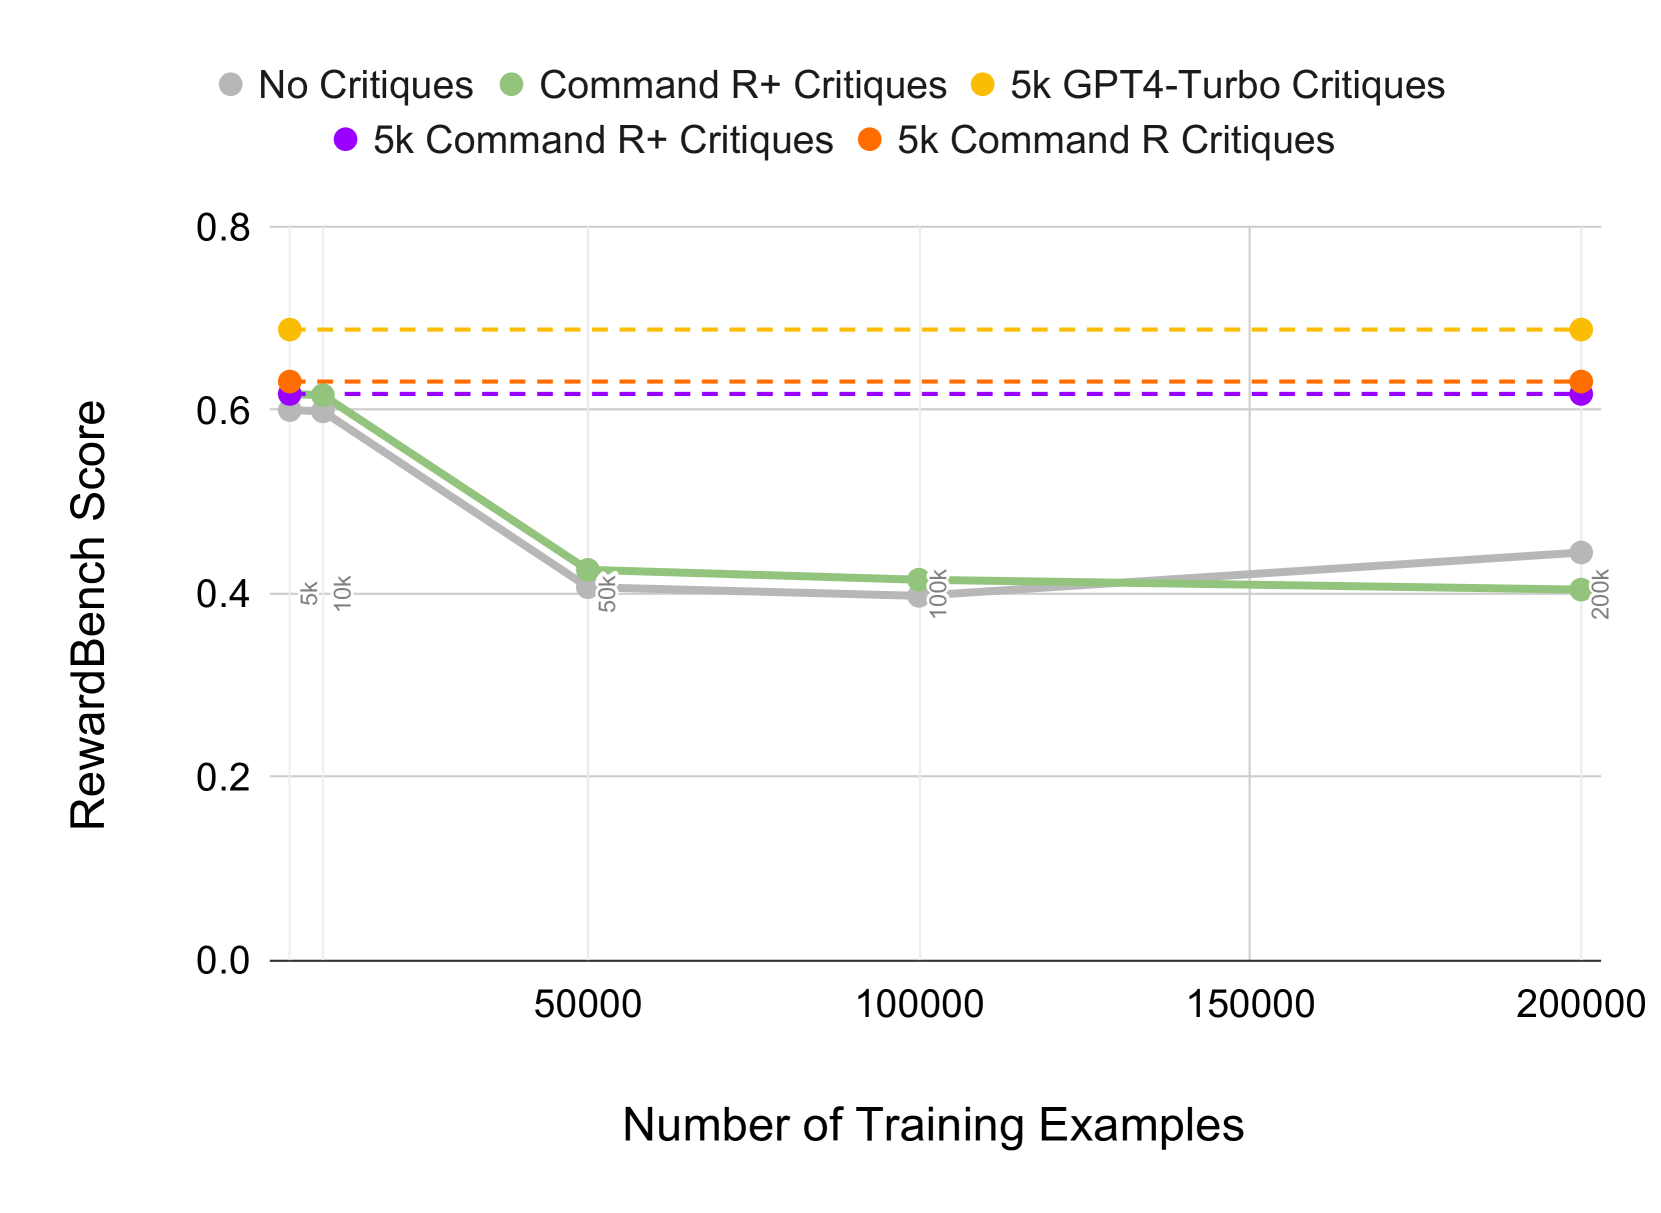 No Critiques Command R+ Critiques 5k GPT4-Turbo Critiques
5k Command R+ Critiques 5k Command R Critiques
0.8
0.6
0.4
0.2
0.0
RewardBench Score
5k
10k
50k
100k
200k
50000 100000 150000 200000
Number of Training Examples